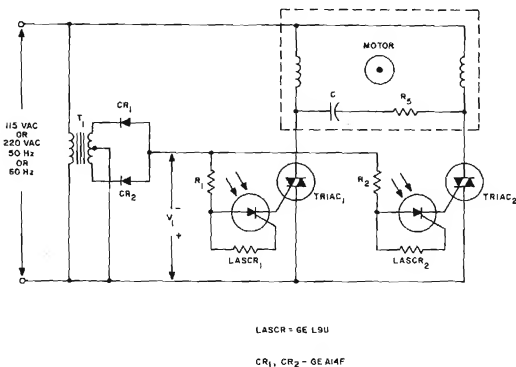 MOTOR
C
R5
CR1
T1
115 VAC
OR
220 VAC
50 Hz
OR
60 Hz
CR2
R1
R2
V1
-
+
TRIAC1
TRIAC2
LASCR1
LASCR2
LASCR = GE L9U
CR1, CR2 - GE A14F